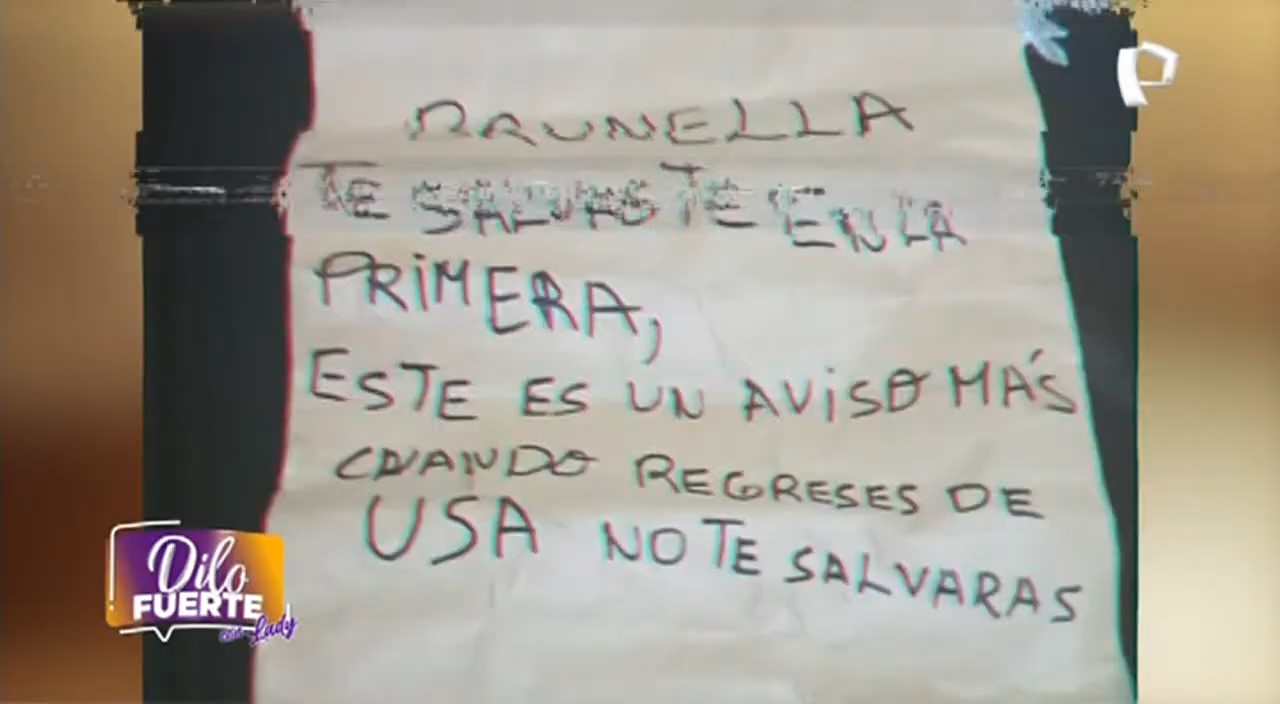 BRUNELLA
TE SALVASTE EN LA
PRIMERA,
ESTE ES UN AVISO MÁS
CUANDO REGRESES DE
USA NO TE SALVARAS
Dilo
FUERTE
con Lady
P